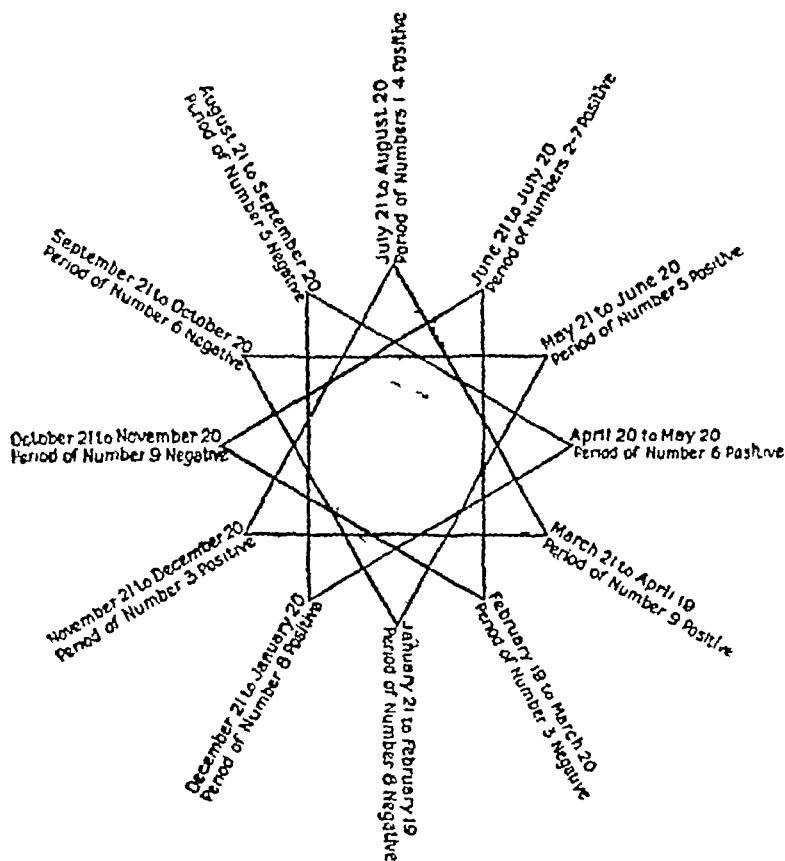 July 21 to August 20
Period of Numbers 1-4 Positive
June 21 to July 20
Period of Numbers 2-7 Positive
May 21 to June 20
Period of Number 5 Positive
April 20 to May 20
Period of Number 6 Positive
March 21 to April 19
Period of Number 9 Positive
February 19 to March 20
Period of Number 3 Negative
January 21 to February 19
Period of Number 8 Negative
December 21 to January 20
Period of Number 8 Positive
November 21 to December 20
Period of Number 3 Positive
October 21 to November 20
Period of Number 9 Negative
September 21 to October 20
Period of Number 6 Negative
August 21 to September 20
Period of Number 5 Negative